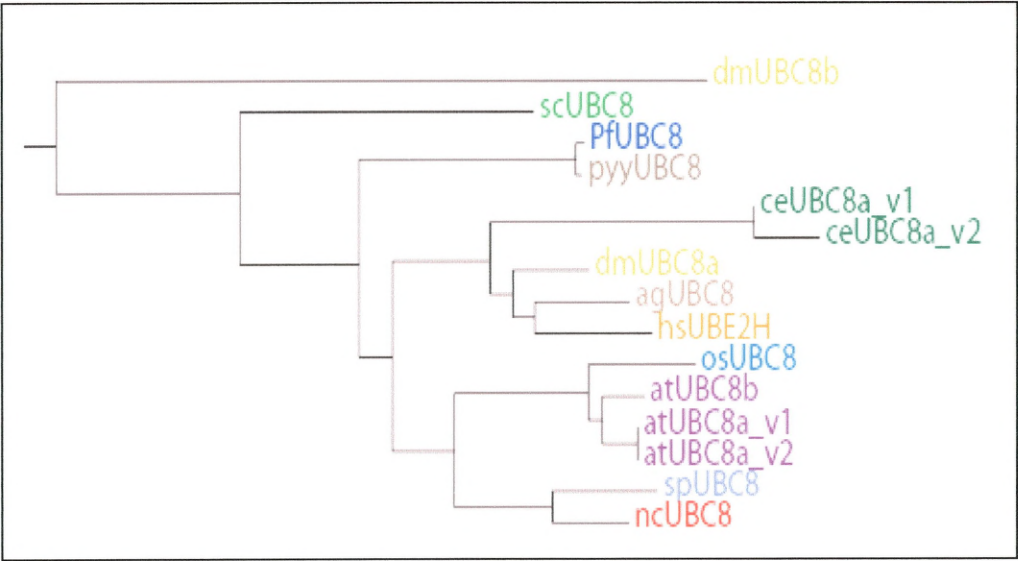 dmUBC8b
scUBC8
PfUBC8
pyyUBC8
ceUBC8a_v1
ceUBC8a_v2
dmUBC8a
agUBC8
hsUBE2H
osUBC8
atUBC8b
atUBC8a_v1
atUBC8a_v2
spUBC8
ncUBC8